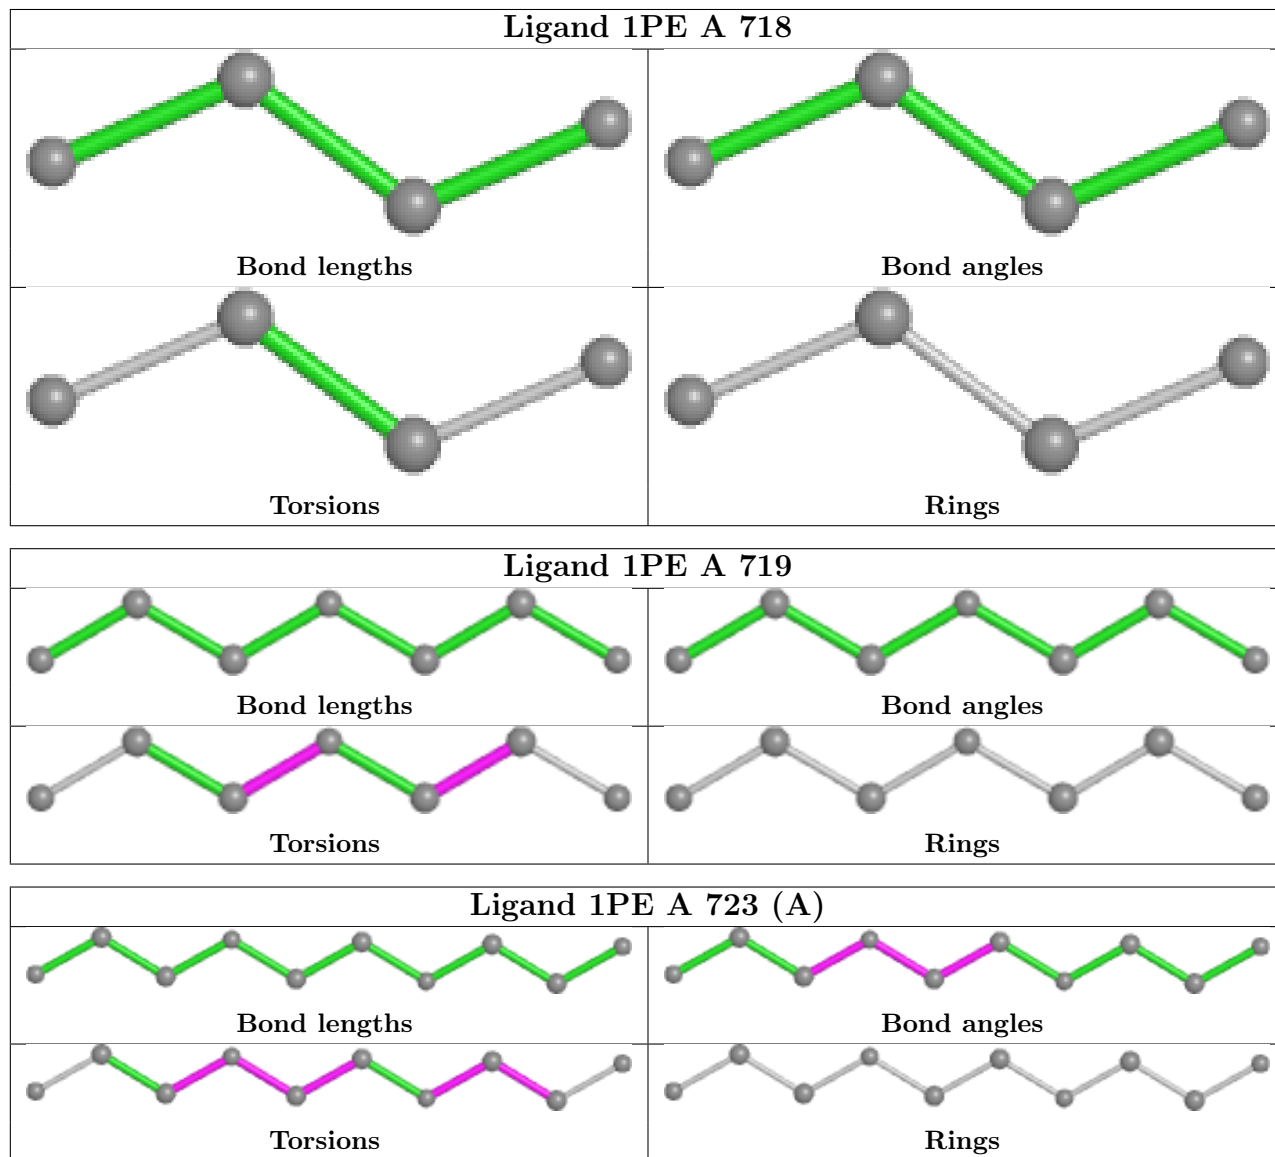 Ligand 1PE A 718
Bond lengths
Bond angles
Torsions
Rings
Ligand 1PE A 719
Bond lengths
Bond angles
Torsions
Rings
Ligand 1PE A 723 (A)
Bond lengths
Bond angles
Torsions
Rings